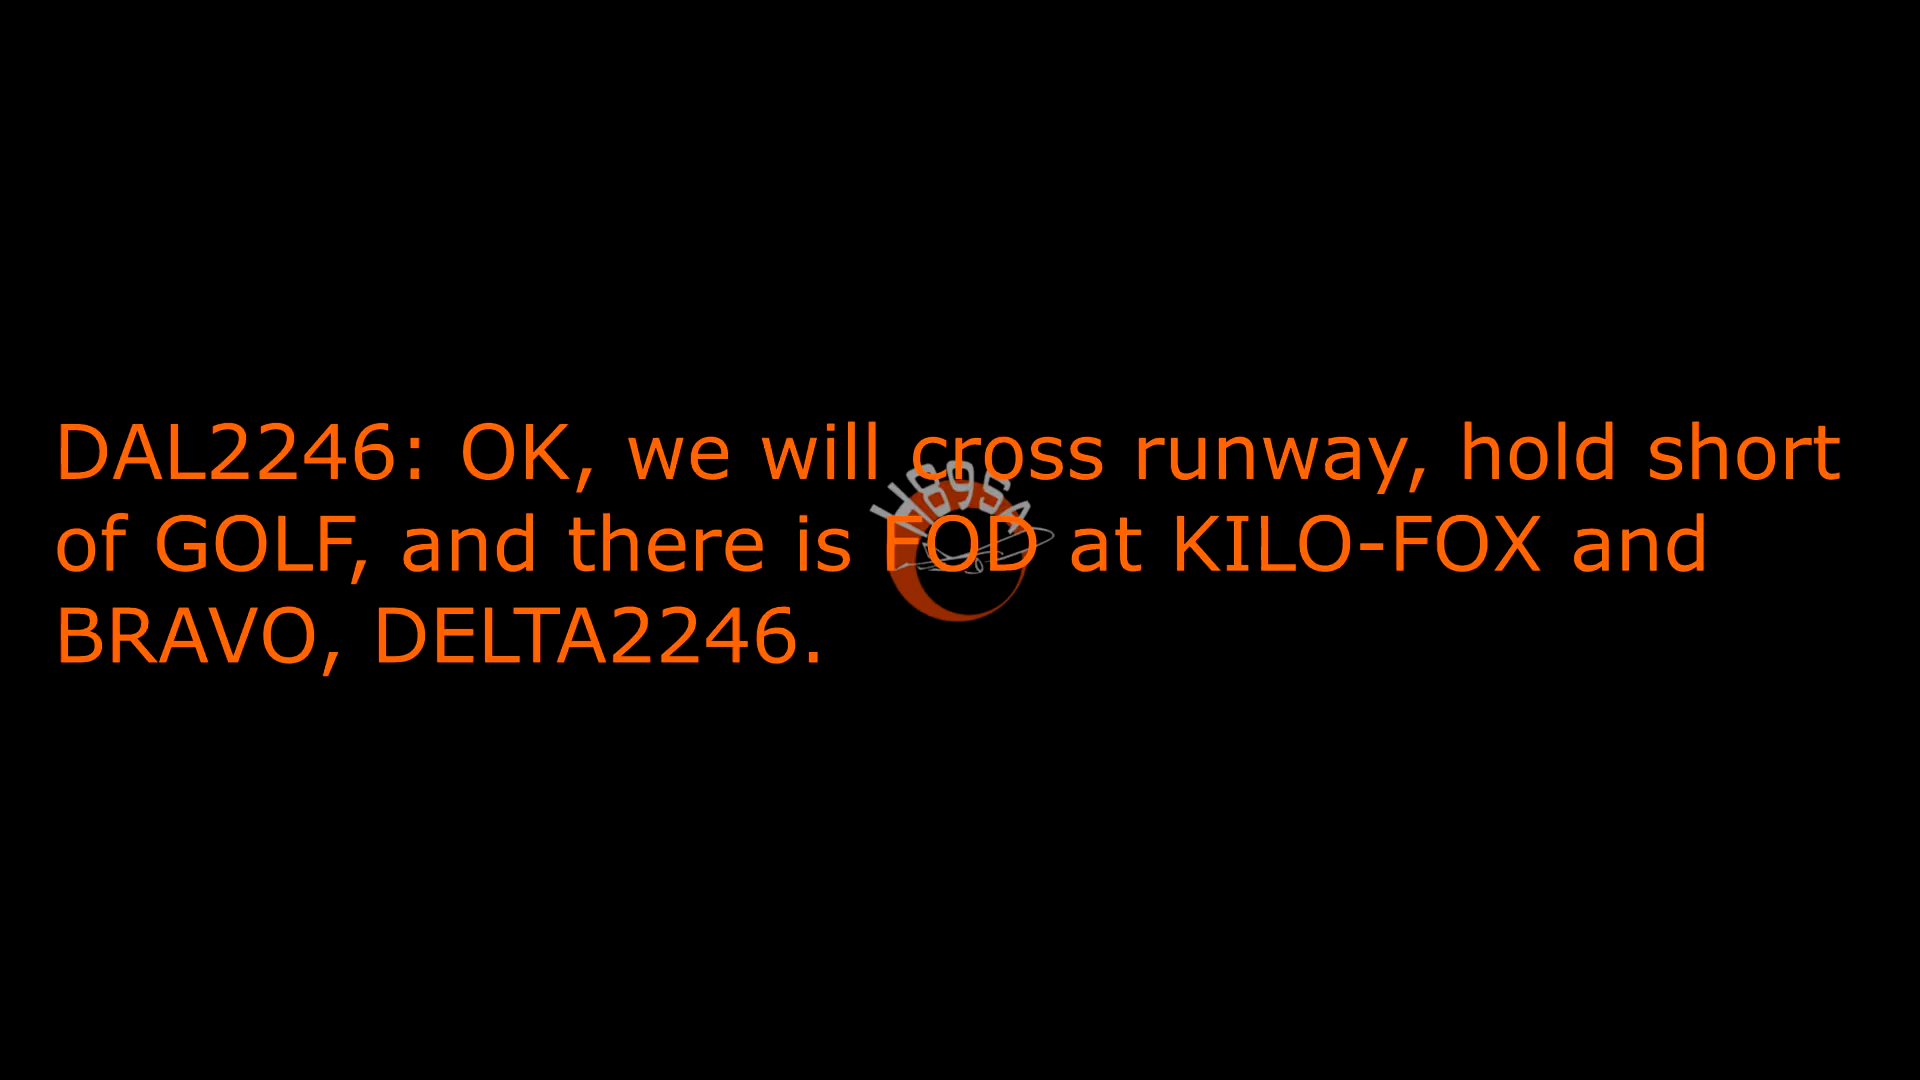 DAL2246: OK, we will cross runway, hold short
of GOLF, and there is FOD at KILO-FOX and
BRAVO, DELTA2246.